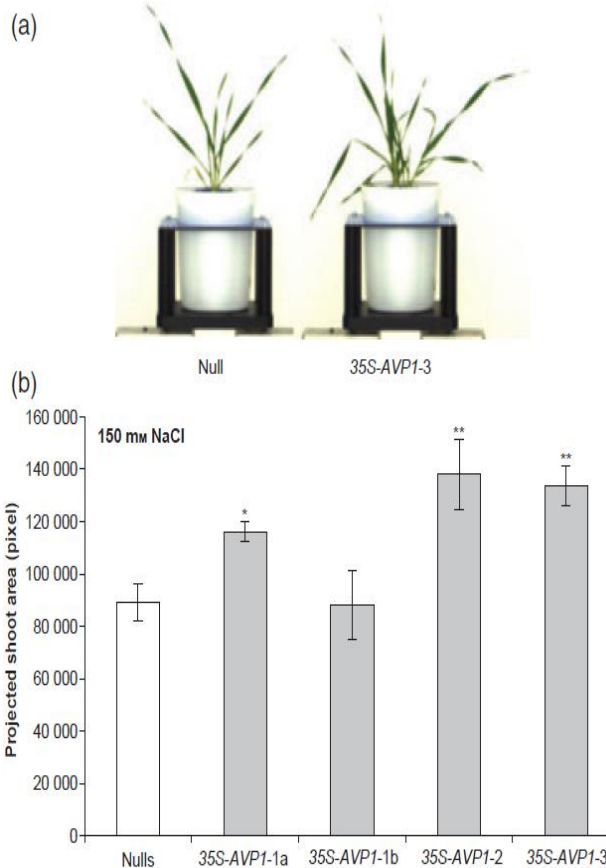 (a)
Null 35S-AVP1-3
(b)
160 000
140 000
120 000
100 000
80 000
60 000
40 000
20 000
0
Projected shoot area (pixel)
150 mM NaCl
*
**
**
Nulls 35S-AVP1-1a 35S-AVP1-1b 35S-AVP1-2 35S-AVP1-3